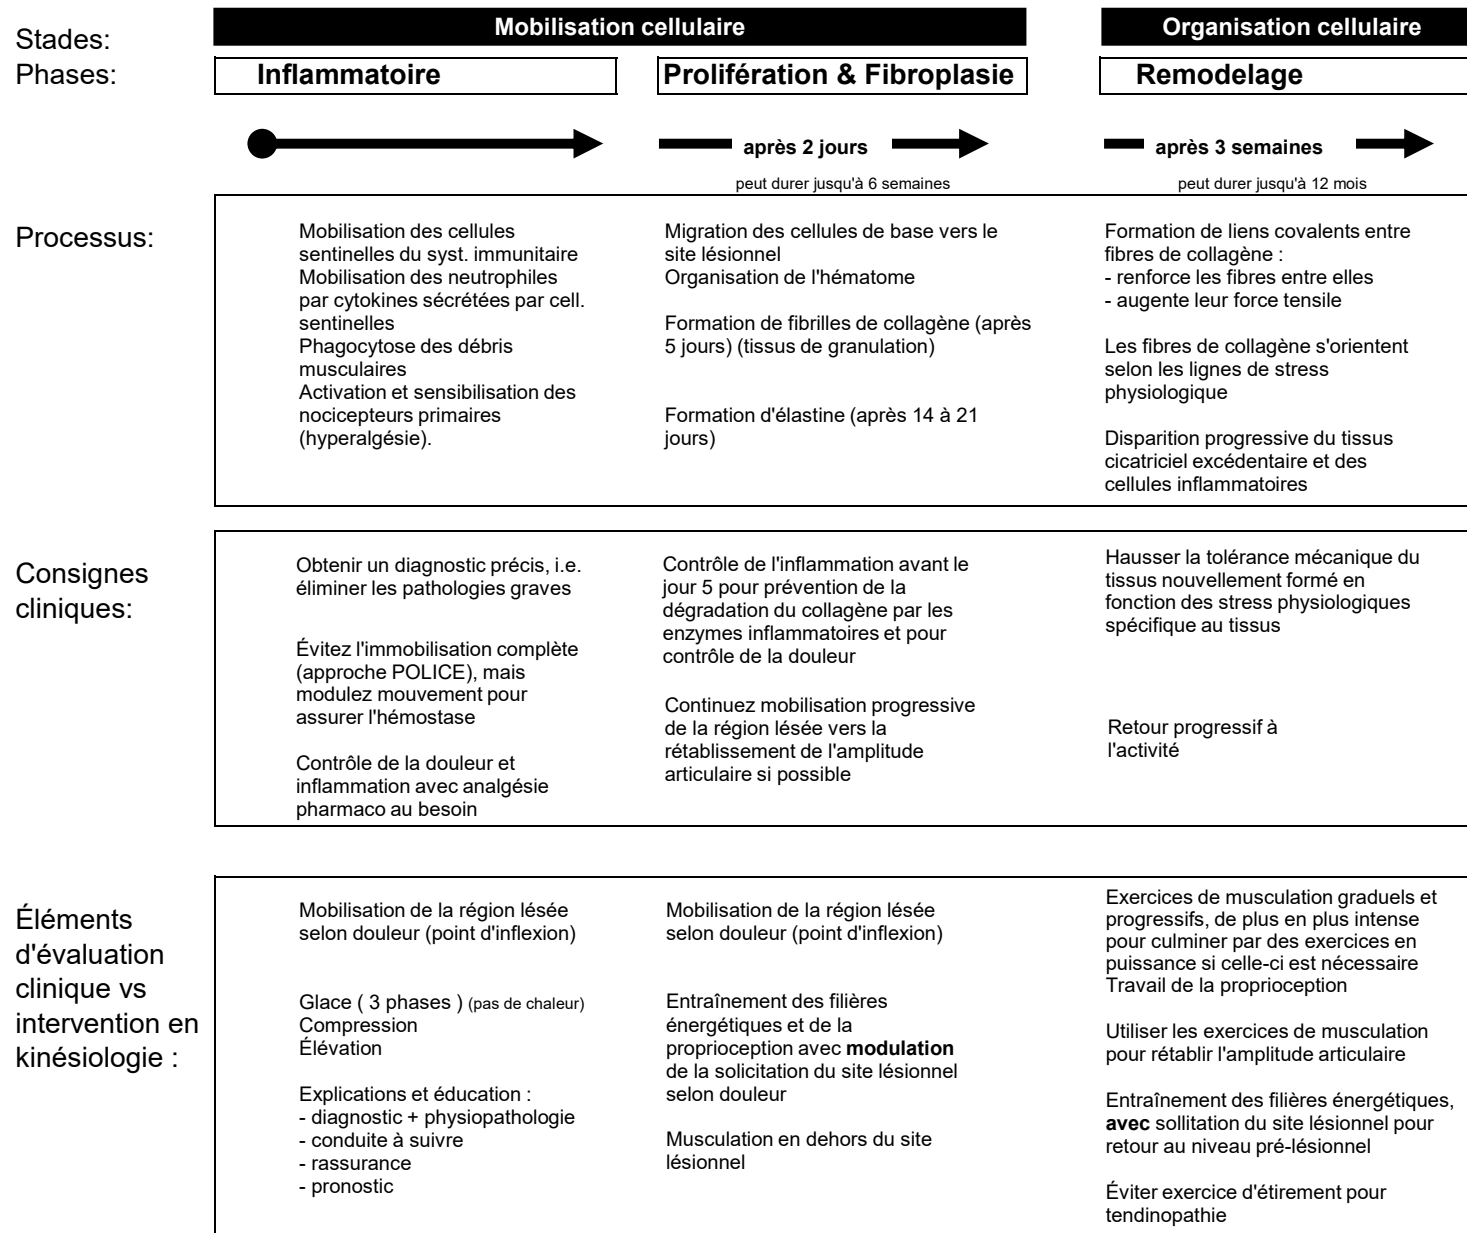 Stades:
Mobilisation cellulaire
Organisation cellulaire
Phases:
Inflammatoire
Prolifération & Fibroplasie
Remodelage
après 2 jours
peut durer jusqu'à 6 semaines
après 3 semaines
peut durer jusqu'à 12 mois
Processus:
Mobilisation des cellules
sentinelles du syst. immunitaire
Mobilisation des neutrophiles
par cytokines sécrétées par cell.
sentinelles
Phagocytose des débris
musculaires
Activation et sensibilisation des
nocicepteurs primaires
(hyperalgésie).
Migration des cellules de base vers le
site lésionnel
Organisation de l'hématome
Formation de fibrilles de collagène (après
5 jours) (tissus de granulation)
Formation d'élastine (après 14 à 21
jours)
Formation de liens covalents entre
fibres de collagène :
- renforce les fibres entre elles
- augente leur force tensile
Les fibres de collagène s'orientent
selon les lignes de stress
physiologique
Disparition progressive du tissus
cicatriciel excédentaire et des
cellules inflammatoires
Consignes
cliniques:
Obtenir un diagnostic précis, i.e.
éliminer les pathologies graves
Évitez l'immobilisation complète
(approche POLICE), mais
modulez mouvement pour
assurer l'hémostase
Contrôle de la douleur et
inflammation avec analgésie
pharmaco au besoin
Contrôle de l'inflammation avant le
jour 5 pour prévention de la
dégradation du collagène par les
enzymes inflammatoires et pour
contrôle de la douleur
Continuez mobilisation progressive
de la région lésée vers la
rétablissement de l'amplitude
articulaire si possible
Hausser la tolérance mécanique du
tissus nouvellement formé en
fonction des stress physiologiques
spécifique au tissus
Retour progressif à
l'activité
Éléments
d'évaluation
clinique vs
intervention en
kinésiologie :
Mobilisation de la région lésée
selon douleur (point d'inflexion)
Glace ( 3 phases ) (pas de chaleur)
Compression
Élévation
Explications et éducation :
- diagnostic + physiopathologie
- conduite à suivre
- rassurance
- pronostic
Mobilisation de la région lésée
selon douleur (point d'inflexion)
Entraînement des filières
énergétiques et de la
proprioception avec modulation
de la solicitation du site lésionnel
selon douleur
Musculation en dehors du site
lésionnel
Exercices de musculation graduels et
progressifs, de plus en plus intense
pour culminer par des exercices en
puissance si celle-ci est nécessaire
Travail de la proprioception
Utiliser les exercices de musculation
pour rétablir l'amplitude articulaire
Entraînement des filières énergétiques,
avec sollitation du site lésionnel pour
retour au niveau pré-lésionnel
Éviter exercice d'étirement pour
tendinopathie